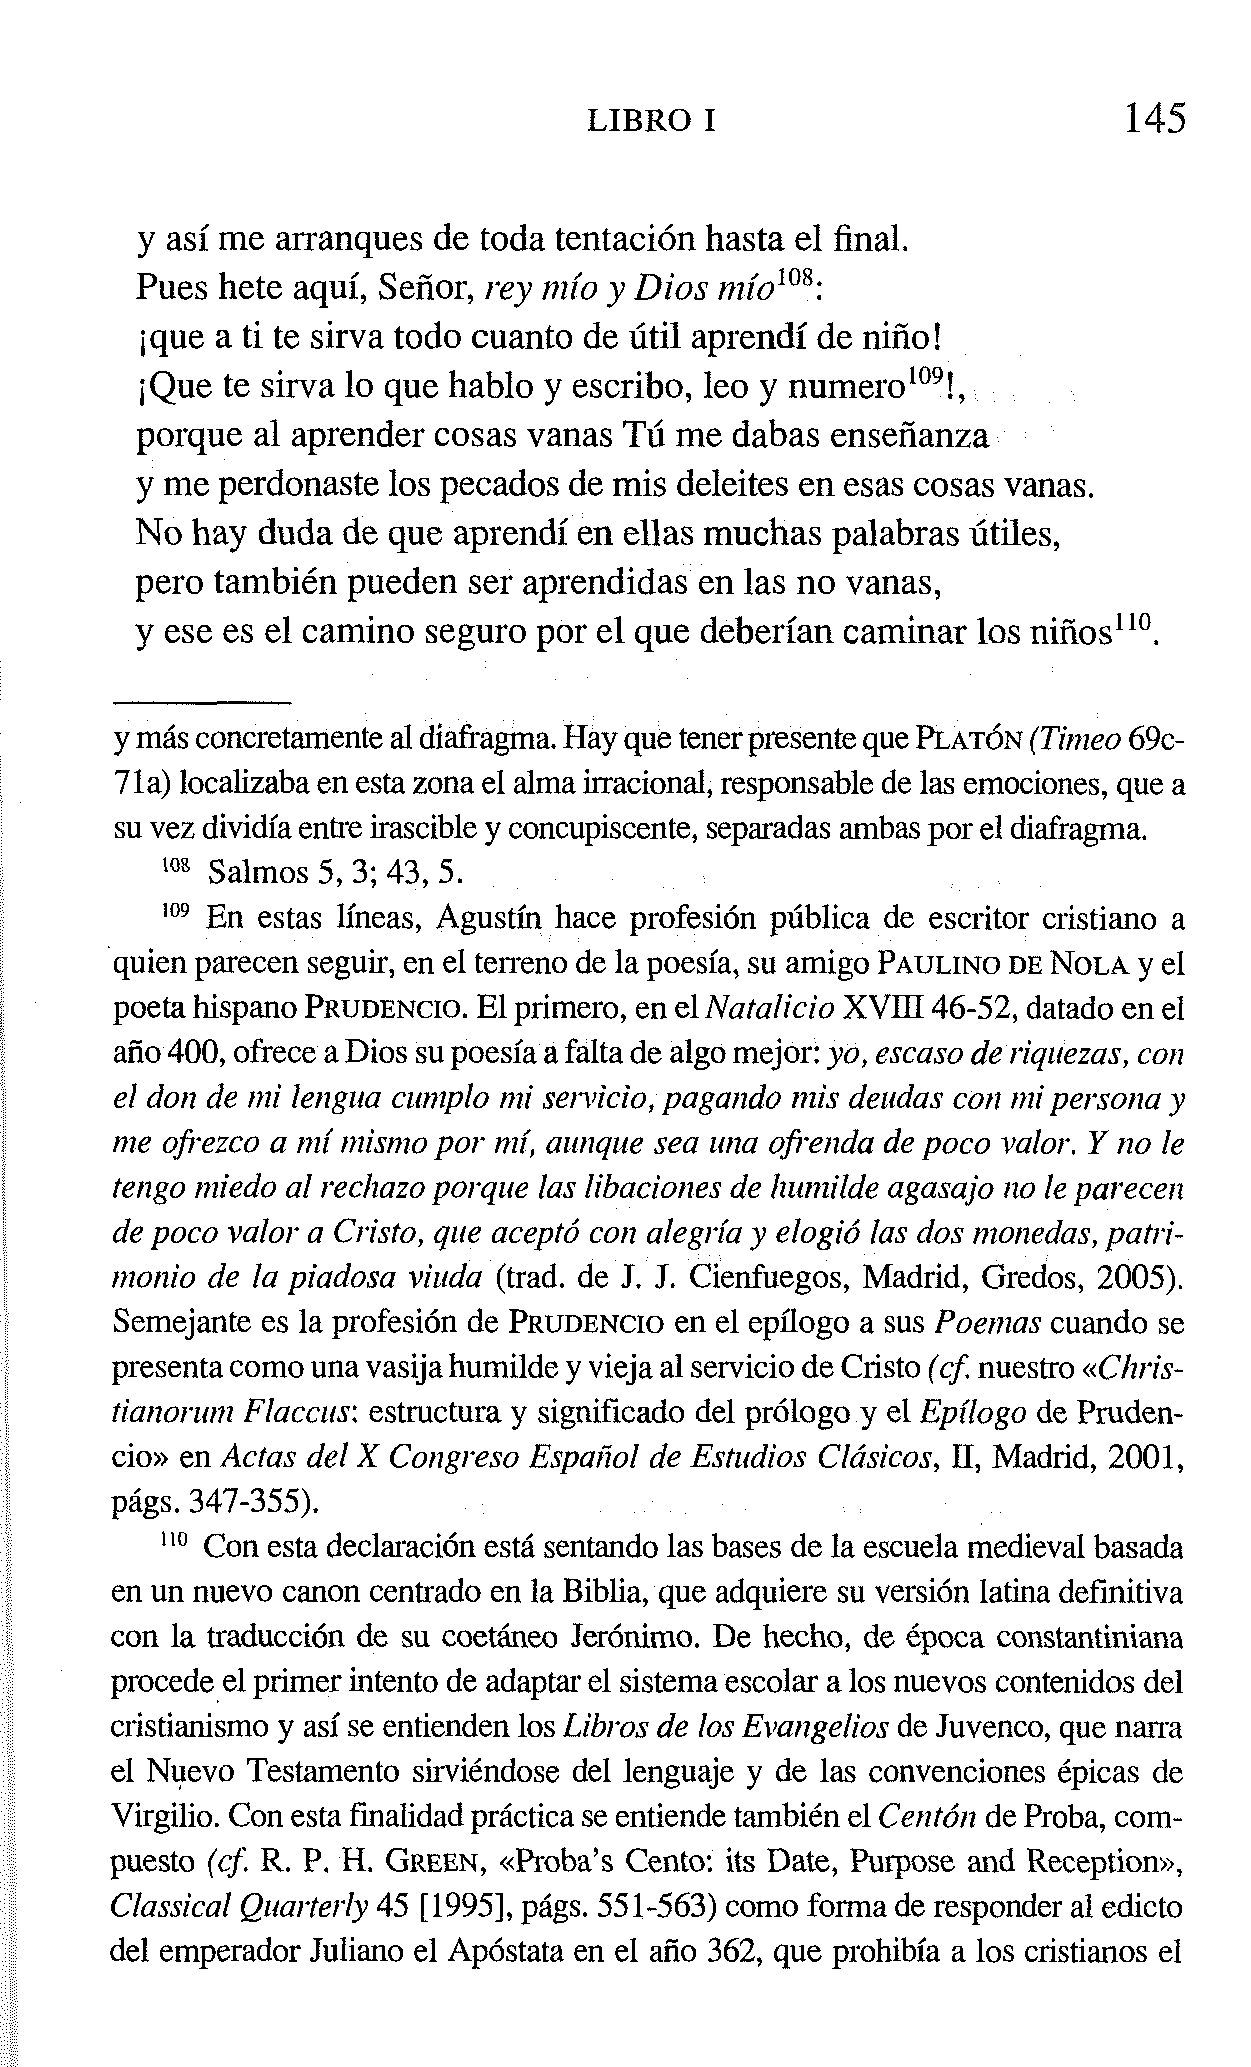 LIBRO I 145
y así me arranques de toda tentación hasta el final.
Pues hete aquí, Señor, rey mío y Dios mío¹⁰⁸:
¡que a ti te sirva todo cuanto de útil aprendí de niño!
¡Que te sirva lo que hablo y escribo, leo y numero¹⁰⁹!,
porque al aprender cosas vanas Tú me dabas enseñanza
y me perdonaste los pecados de mis deleites en esas cosas vanas.
No hay duda de que aprendí en ellas muchas palabras útiles,
pero también pueden ser aprendidas en las no vanas,
y ese es el camino seguro por el que deberían caminar los niños¹¹⁰.
y más concretamente al diafragma. Hay que tener presente que PLATÓN (Timeo 69c-
71a) localizaba en esta zona el alma irracional, responsable de las emociones, que a
su vez dividía entre irascible y concupiscente, separadas ambas por el diafragma.
¹⁰⁸ Salmos 5, 3; 43, 5.
¹⁰⁹ En estas líneas, Agustín hace profesión pública de escritor cristiano a
quien parecen seguir, en el terreno de la poesía, su amigo PAULINO DE NOLA y el
poeta hispano PRUDENCIO. El primero, en el Natalicio XVIII 46-52, datado en el
año 400, ofrece a Dios su poesía a falta de algo mejor: yo, escaso de riquezas, con
el don de mi lengua cumplo mi servicio, pagando mis deudas con mi persona y
me ofrezco a mí mismo por mí, aunque sea una ofrenda de poco valor. Y no le
tengo miedo al rechazo porque las libaciones de humilde agasajo no le parecen
de poco valor a Cristo, que aceptó con alegría y elogió las dos monedas, patri-
monio de la piadosa viuda (trad. de J. J. Cienfuegos, Madrid, Gredos, 2005).
Semejante es la profesión de PRUDENCIO en el epílogo a sus Poemas cuando se
presenta como una vasija humilde y vieja al servicio de Cristo (cf. nuestro «Chris-
tianorum Flaccus: estructura y significado del prólogo y el Epílogo de Pruden-
cio» en Actas del X Congreso Español de Estudios Clásicos, II, Madrid, 2001,
págs. 347-355).
¹¹⁰ Con esta declaración está sentando las bases de la escuela medieval basada
en un nuevo canon centrado en la Biblia, que adquiere su versión latina definitiva
con la traducción de su coetáneo Jerónimo. De hecho, de época constantiniana
procede el primer intento de adaptar el sistema escolar a los nuevos contenidos del
cristianismo y así se entienden los Libros de los Evangelios de Juvenco, que narra
el Nuevo Testamento sirviéndose del lenguaje y de las convenciones épicas de
Virgilio. Con esta finalidad práctica se entiende también el Centón de Proba, com-
puesto (cf. R. P. H. GREEN, «Proba's Cento: its Date, Purpose and Reception»,
Classical Quarterly 45 [1995], págs. 551-563) como forma de responder al edicto
del emperador Juliano el Apóstata en el año 362, que prohibía a los cristianos el